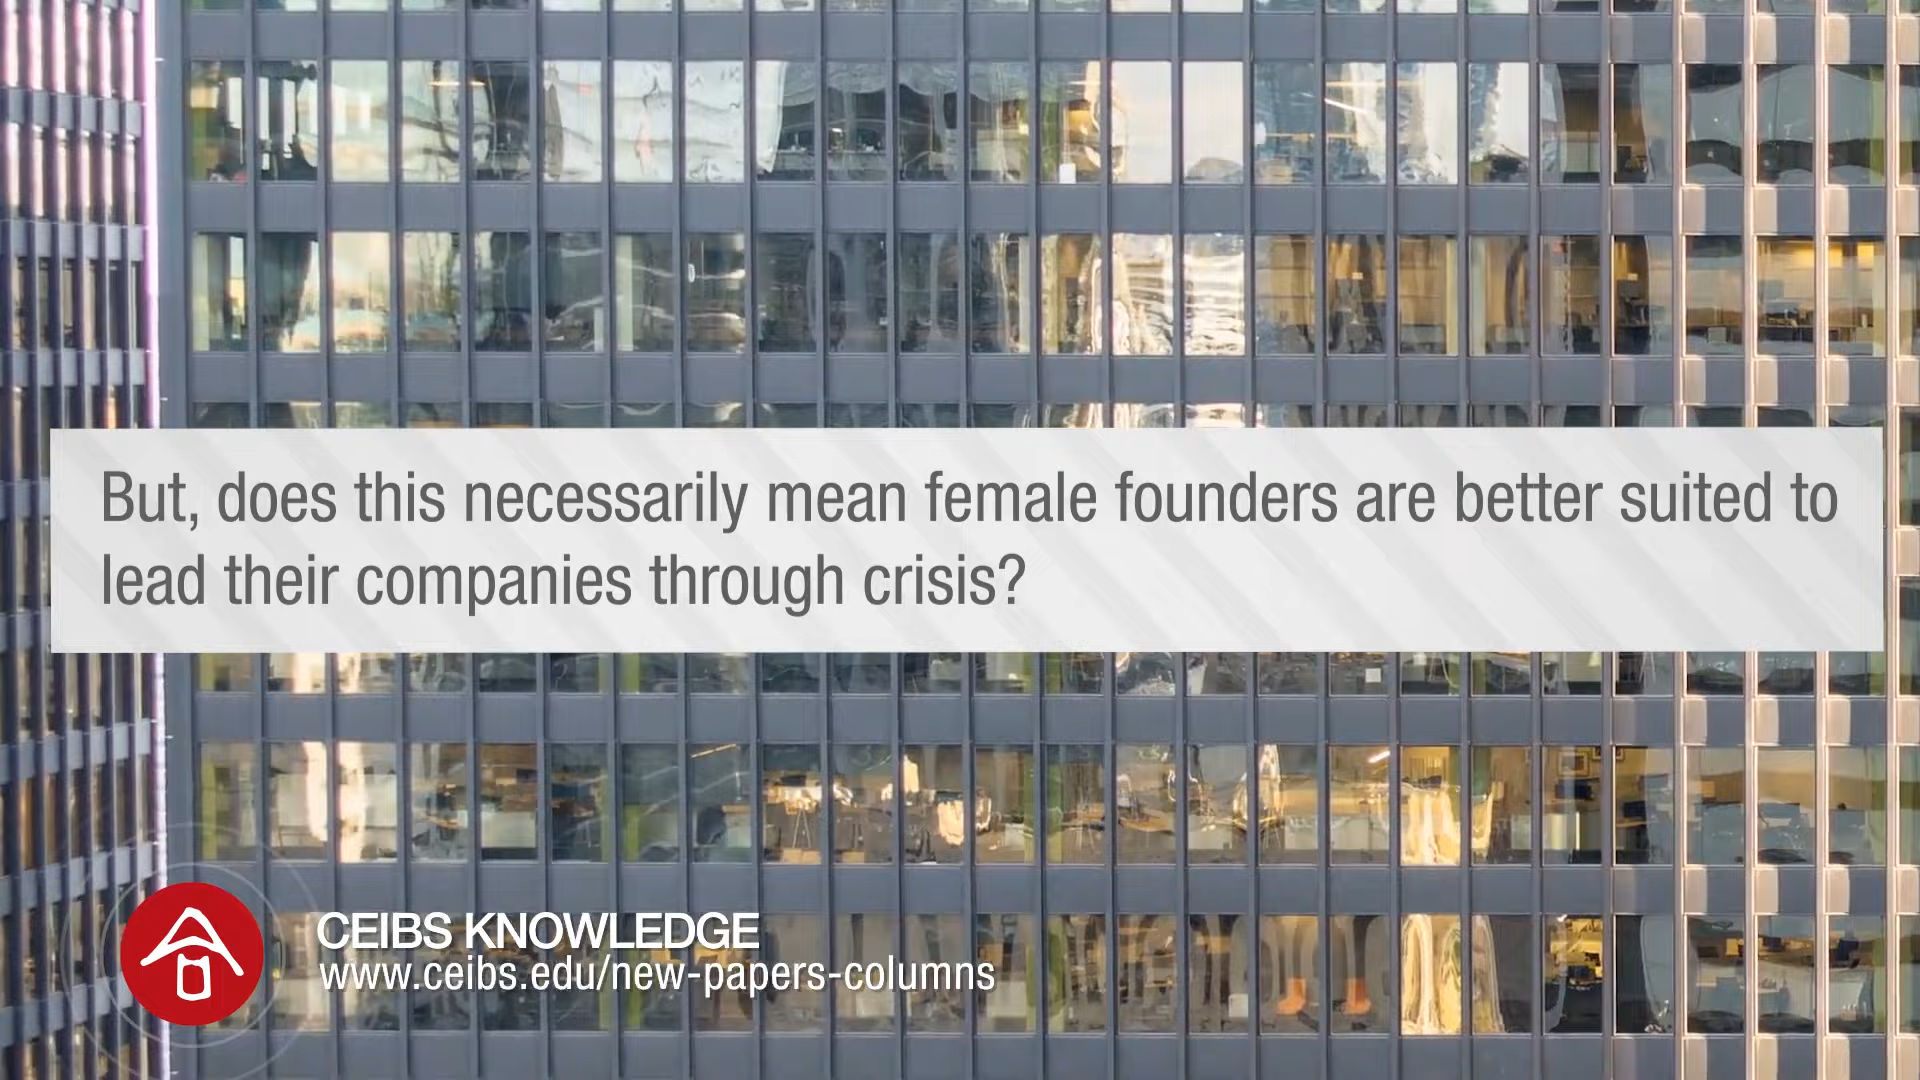 But, does this necessarily mean female founders are better suited to
lead their companies through crisis?
CEIBS KNOWLEDGE
www.ceibs.edu/new-papers-columns